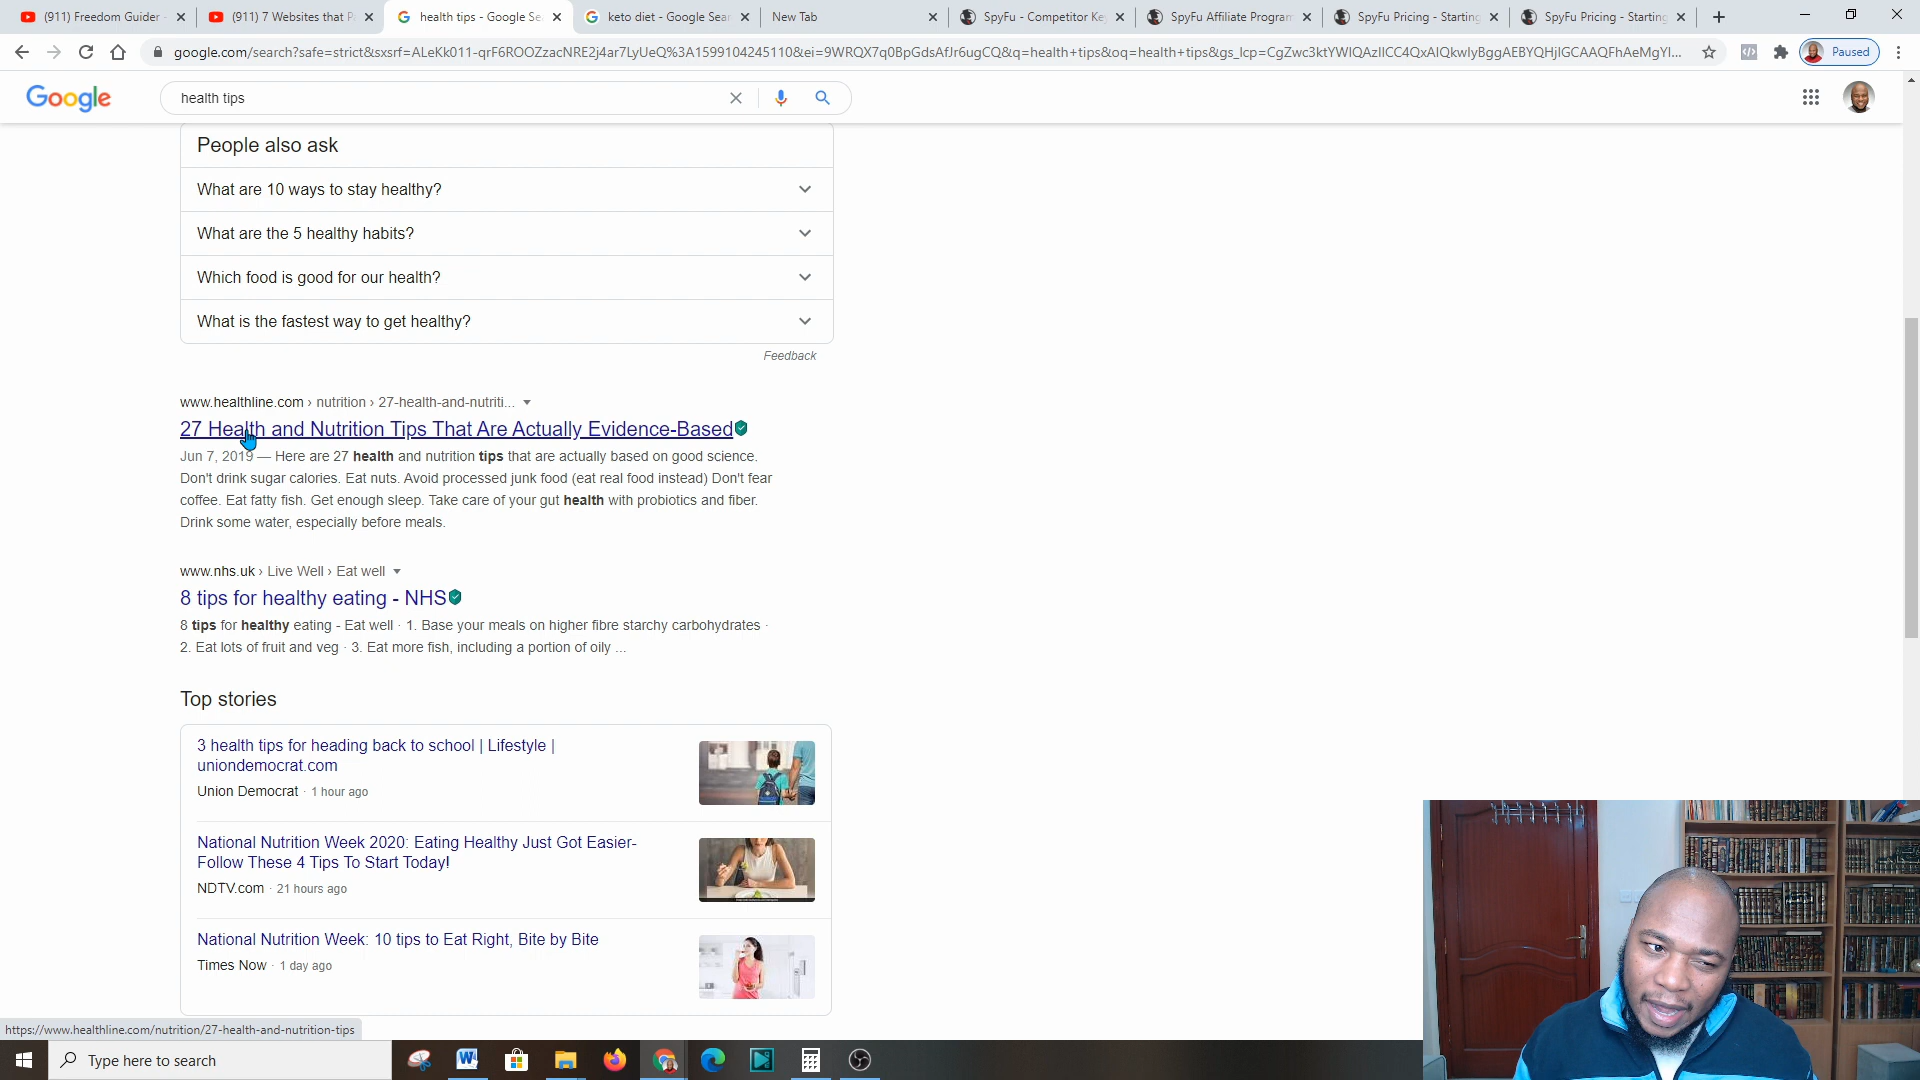 (911) Freedom Guider
(911) 7 Websites that P
health tips - Google Se
keto diet - Google Sear
New Tab
SpyFu - Competitor Ke
SpyFu Affiliate Program
SpyFu Pricing - Starting
SpyFu Pricing - Starting
google.com/search?safe=strict&sxsrf=ALeKk011-qrF6ROOZzacNRE2j4ar7LyUeQ%3A1599104245110&ei=9WRQX7q0BpGdsAfJr6ugCQ&q=health+tips&oq=health+tips&gs_lcp=
Paused
Google
health tips
People also ask
What are 10 ways to stay healthy?
What are the 5 healthy habits?
Which food is good for our health?
What is the fastest way to get healthy?
Feedback
www.healthline.com › nutrition › 27-health-and-nutriti...
27 Health and Nutrition Tips That Are Actually Evidence-Based
Jun 7, 2019 — Here are 27 health and nutrition tips that are actually based on good science.
Don't drink sugar calories. Eat nuts. Avoid processed junk food (eat real food instead) Don't fear
coffee. Eat fatty fish. Get enough sleep. Take care of your gut health with probiotics and fiber.
Drink some water, especially before meals.
www.nhs.uk › Live Well › Eat well
8 tips for healthy eating - NHS
8 tips for healthy eating - Eat well · 1. Base your meals on higher fibre starchy carbohydrates ·
2. Eat lots of fruit and veg · 3. Eat more fish, including a portion of oily ...
Top stories
3 health tips for heading back to school | Lifestyle |
uniondemocrat.com
Union Democrat · 1 hour ago
National Nutrition Week 2020: Eating Healthy Just Got Easier-
Follow These 4 Tips To Start Today!
NDTV.com · 21 hours ago
National Nutrition Week: 10 tips to Eat Right, Bite by Bite
Times Now · 1 day ago
https://www.healthline.com/nutrition/27-health-and-nutrition-tips
Type here to search